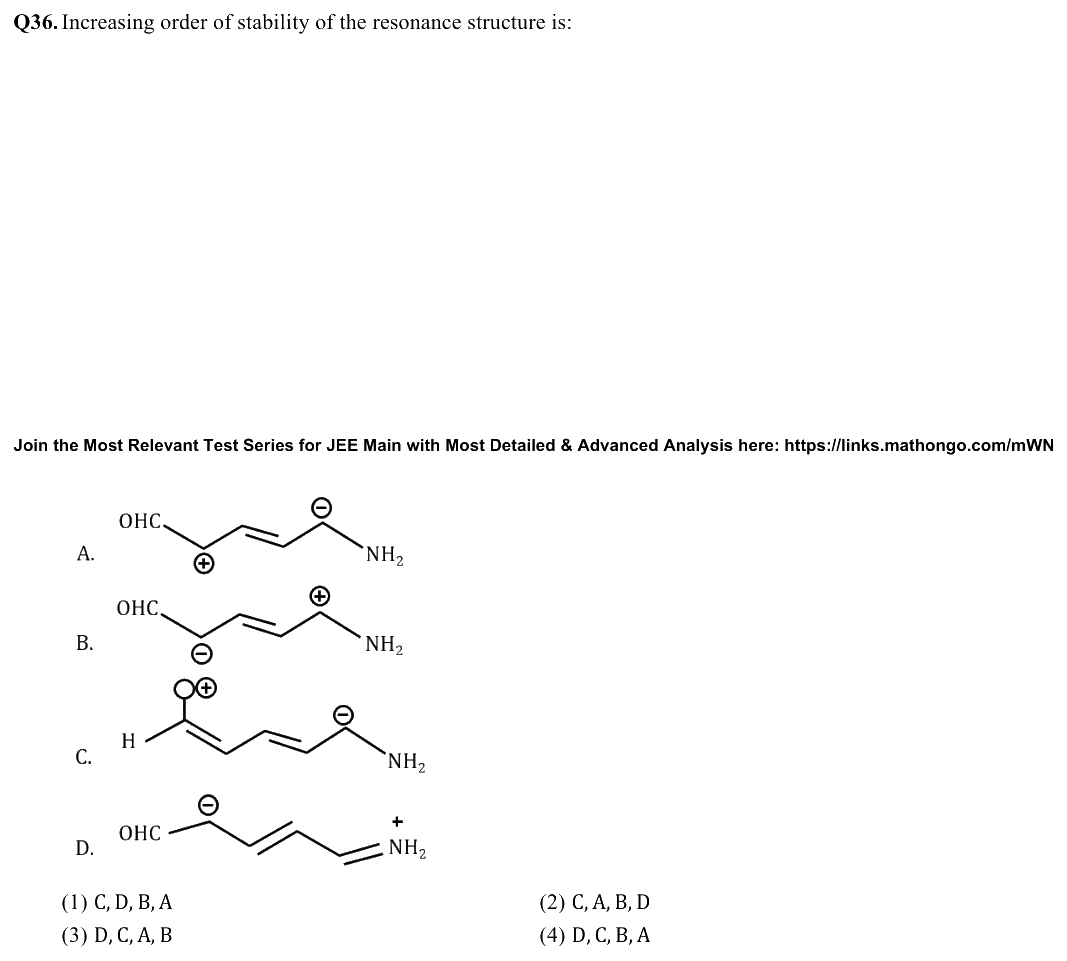 Q36. Increasing order of stability of the resonance structure is:
Join the Most Relevant Test Series for JEE Main with Most Detailed & Advanced Analysis here: https://links.mathongo.com/mWN
OHC
⊖
A.
⊕
NH₂
OHC
⊕
B.
⊖
NH₂
O⊕
⊖
H
C.
NH₂
⊖
+
OHC
D.
NH₂
(1) C, D, B, A
(2) C, A, B, D
(3) D, C, A, B
(4) D, C, B, A